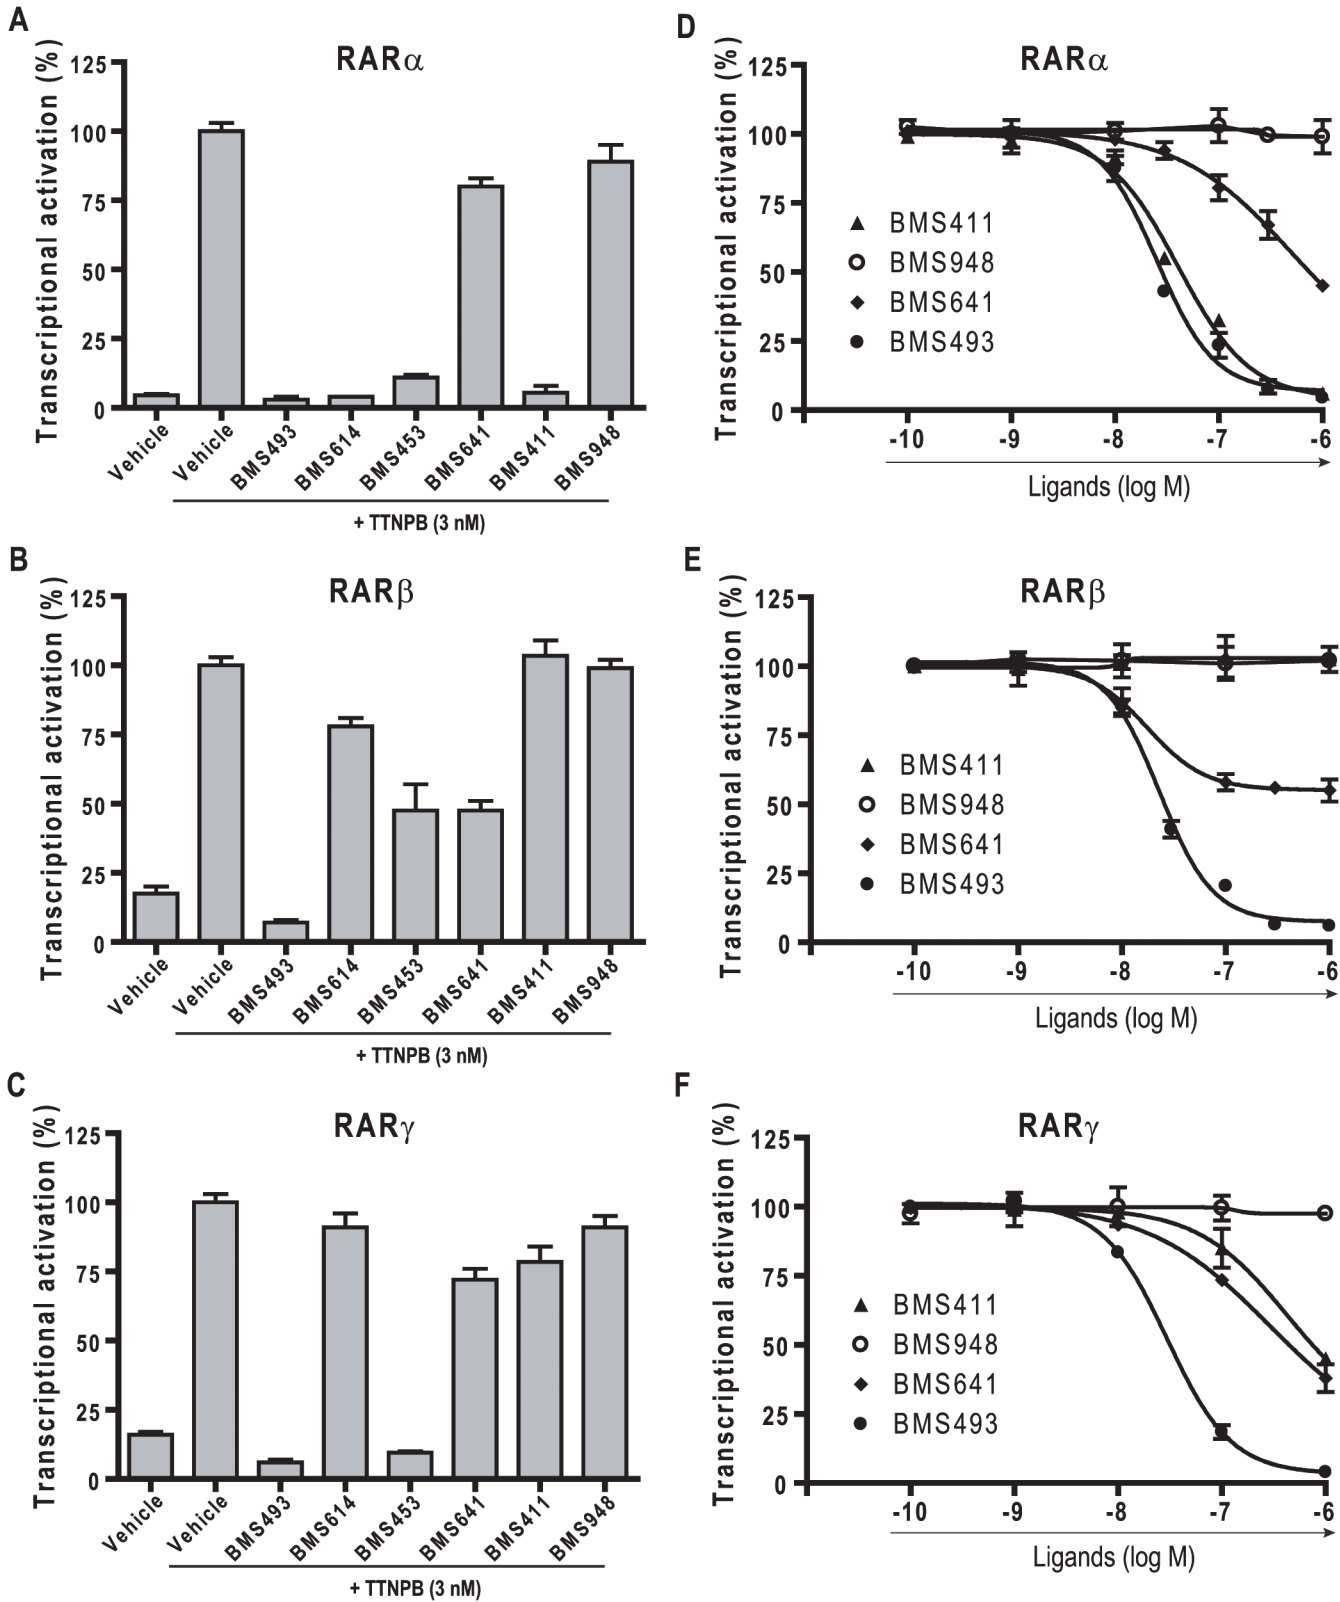 A
RARα
Transcriptional activation (%)
125
100
75
50
25
0
Vehicle
Vehicle
BMS493
BMS614
BMS453
BMS641
BMS411
BMS948
+ TTNPB (3 nM)
D
RARα
Transcriptional activation (%)
125
100
75
50
25
0
BMS411
BMS948
BMS641
BMS493
-10 -9 -8 -7 -6
Ligands (log M)
B
RARβ
Transcriptional activation (%)
125
100
75
50
25
0
Vehicle
Vehicle
BMS493
BMS614
BMS453
BMS641
BMS411
BMS948
+ TTNPB (3 nM)
E
RARβ
Transcriptional activation (%)
125
100
75
50
25
0
BMS411
BMS948
BMS641
BMS493
-10 -9 -8 -7 -6
Ligands (log M)
C
RARγ
Transcriptional activation (%)
125
100
75
50
25
0
Vehicle
Vehicle
BMS493
BMS614
BMS453
BMS641
BMS411
BMS948
+ TTNPB (3 nM)
F
RARγ
Transcriptional activation (%)
125
100
75
50
25
0
BMS411
BMS948
BMS641
BMS493
-10 -9 -8 -7 -6
Ligands (log M)